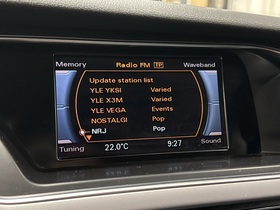 Memory Radio FM TP Waveband
Update station list
YLE YKSI Varied
YLE X3M Varied
YLE VEGA Events
NOSTALGI Pop
NRJ Pop
Tuning 22.0°C 9:27 Sound